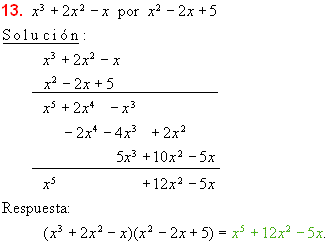 13. x³ + 2x² − x por x² − 2x + 5
Solución:
x³ + 2x² − x
x² − 2x + 5
x⁵ + 2x⁴ − x³
− 2x⁴ − 4x³ + 2x²
5x³ + 10x² − 5x
x⁵ + 12x² − 5x
Respuesta:
(x³ + 2x² − x)(x² − 2x + 5) = x⁵ + 12x² − 5x.